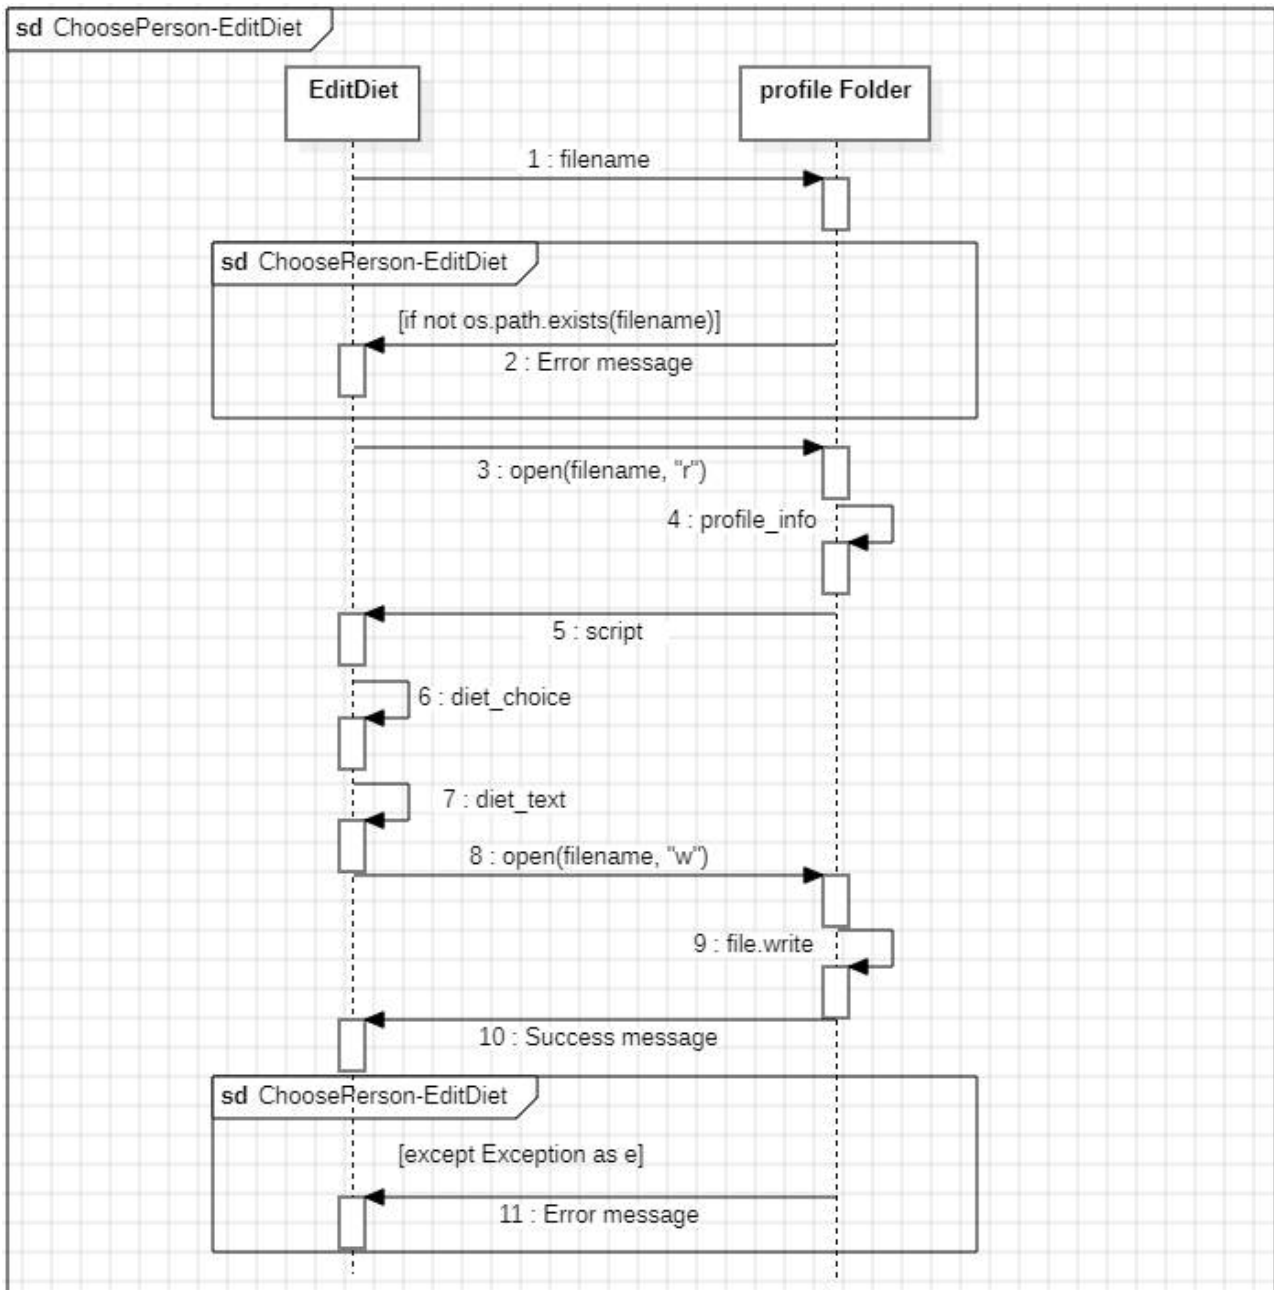 sd ChoosePerson-EditDiet
EditDiet
profile Folder
1 : filename
sd ChoosePerson-EditDiet
[if not os.path.exists(filename)]
2 : Error message
3 : open(filename, "r")
4 : profile_info
5 : script
6 : diet_choice
7 : diet_text
8 : open(filename, "w")
9 : file.write
10 : Success message
sd ChoosePerson-EditDiet
[except Exception as e]
11 : Error message